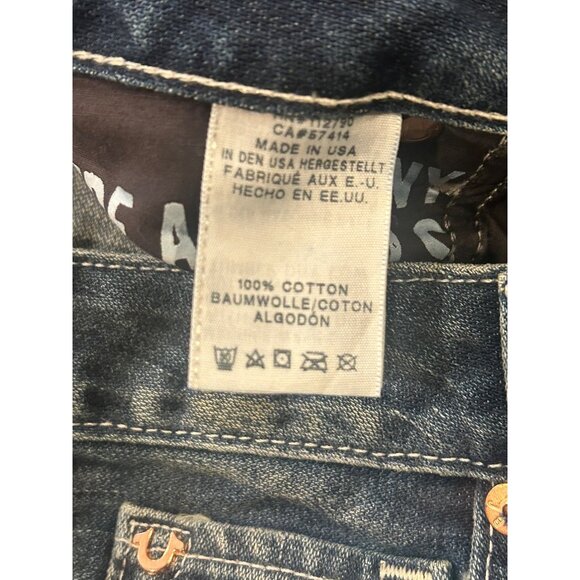 RN# 112790
CA#57414
MADE IN USA
IN DEN USA HERGESTELLT
FABRIQUÉ AUX E.-U.
HECHO EN EE.UU.
100% COTTON
BAUMWOLLE/COTON
ALGODÓN